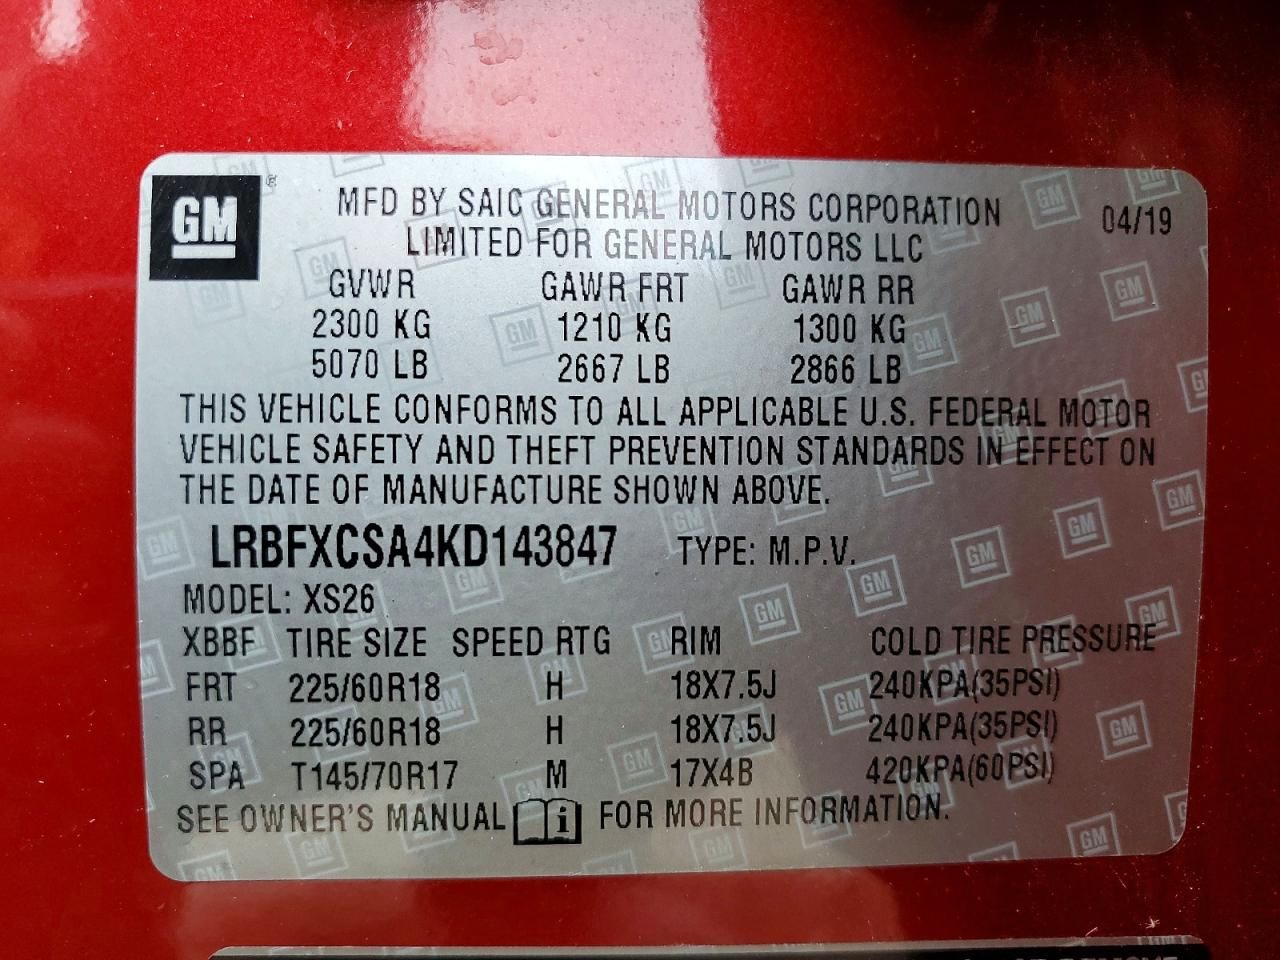 GM ®
MFD BY SAIC GENERAL MOTORS CORPORATION 04/19
LIMITED FOR GENERAL MOTORS LLC
GVWR GAWR FRT GAWR RR
2300 KG 1210 KG 1300 KG
5070 LB 2667 LB 2866 LB
THIS VEHICLE CONFORMS TO ALL APPLICABLE U.S. FEDERAL MOTOR
VEHICLE SAFETY AND THEFT PREVENTION STANDARDS IN EFFECT ON
THE DATE OF MANUFACTURE SHOWN ABOVE.
LRBFXCSA4KD143847 TYPE: M.P.V.
MODEL: XS26
XBBF TIRE SIZE SPEED RTG RIM COLD TIRE PRESSURE
FRT 225/60R18 H 18X7.5J 240KPA(35PSI)
RR 225/60R18 H 18X7.5J 240KPA(35PSI)
SPA T145/70R17 M 17X4B 420KPA(60PSI)
SEE OWNER'S MANUAL i FOR MORE INFORMATION.